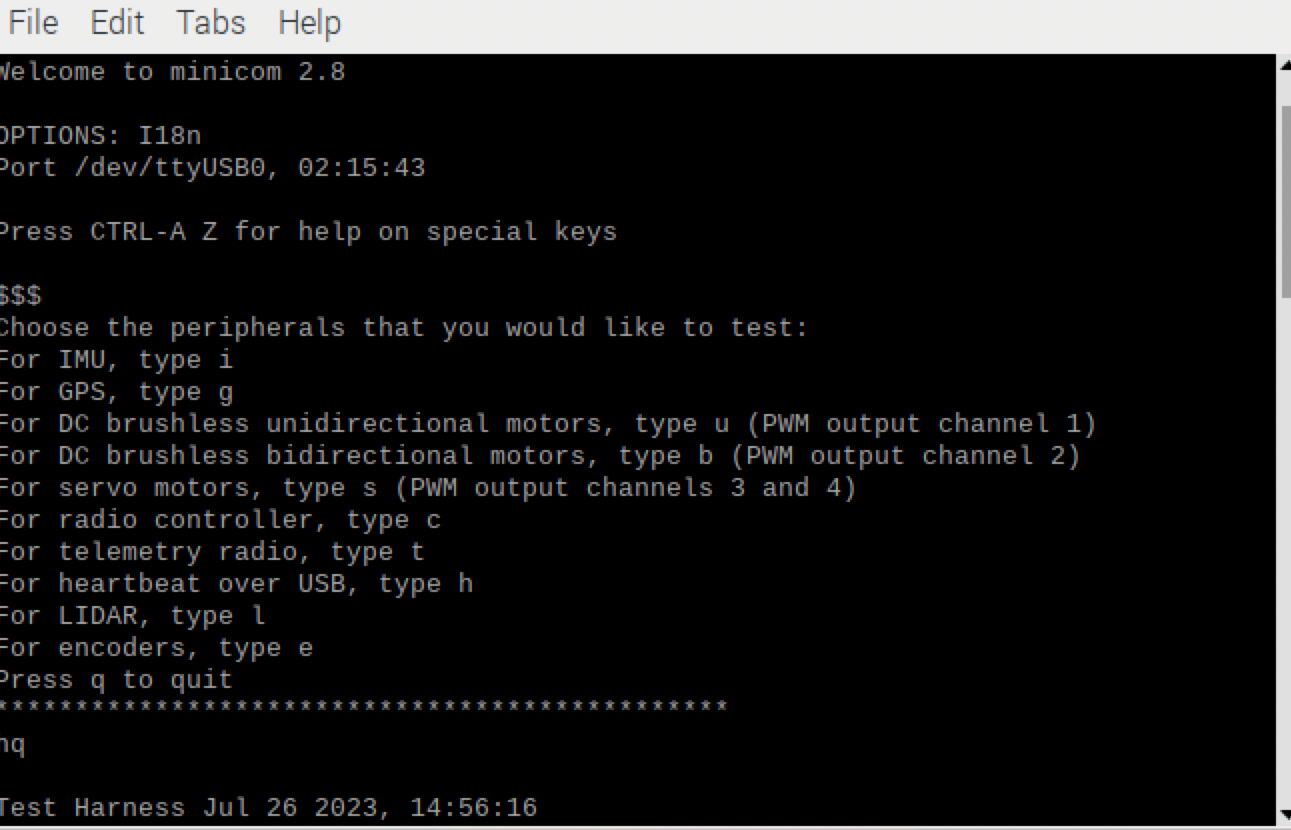 File Edit Tabs Help
Welcome to minicom 2.8
OPTIONS: I18n
Port /dev/ttyUSB0, 02:15:43
Press CTRL-A Z for help on special keys
$$$
Choose the peripherals that you would like to test:
For IMU, type i
For GPS, type g
For DC brushless unidirectional motors, type u (PWM output channel 1)
For DC brushless bidirectional motors, type b (PWM output channel 2)
For servo motors, type s (PWM output channels 3 and 4)
For radio controller, type c
For telemetry radio, type t
For heartbeat over USB, type h
For LIDAR, type l
For encoders, type e
Press q to quit
**********************************************
hq
Test Harness Jul 26 2023, 14:56:16